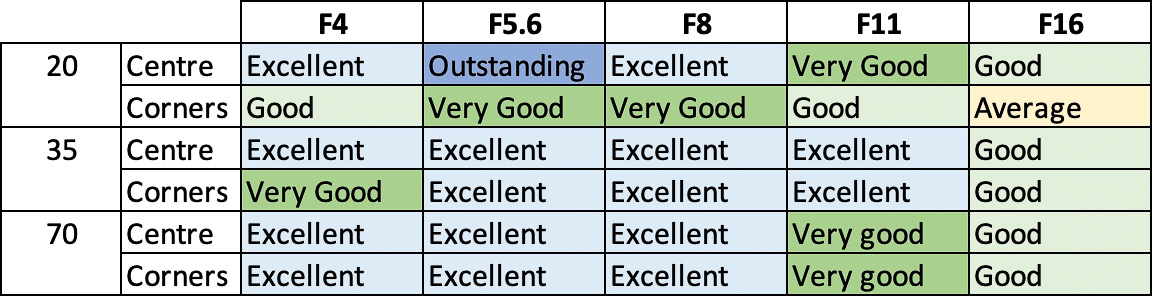 F4 F5.6 F8 F11 F16
20 Centre Excellent Outstanding Excellent Very Good Good
Corners Good Very Good Very Good Good Average
35 Centre Excellent Excellent Excellent Excellent Good
Corners Very Good Excellent Excellent Excellent Good
70 Centre Excellent Excellent Excellent Very good Good
Corners Excellent Excellent Excellent Very good Good